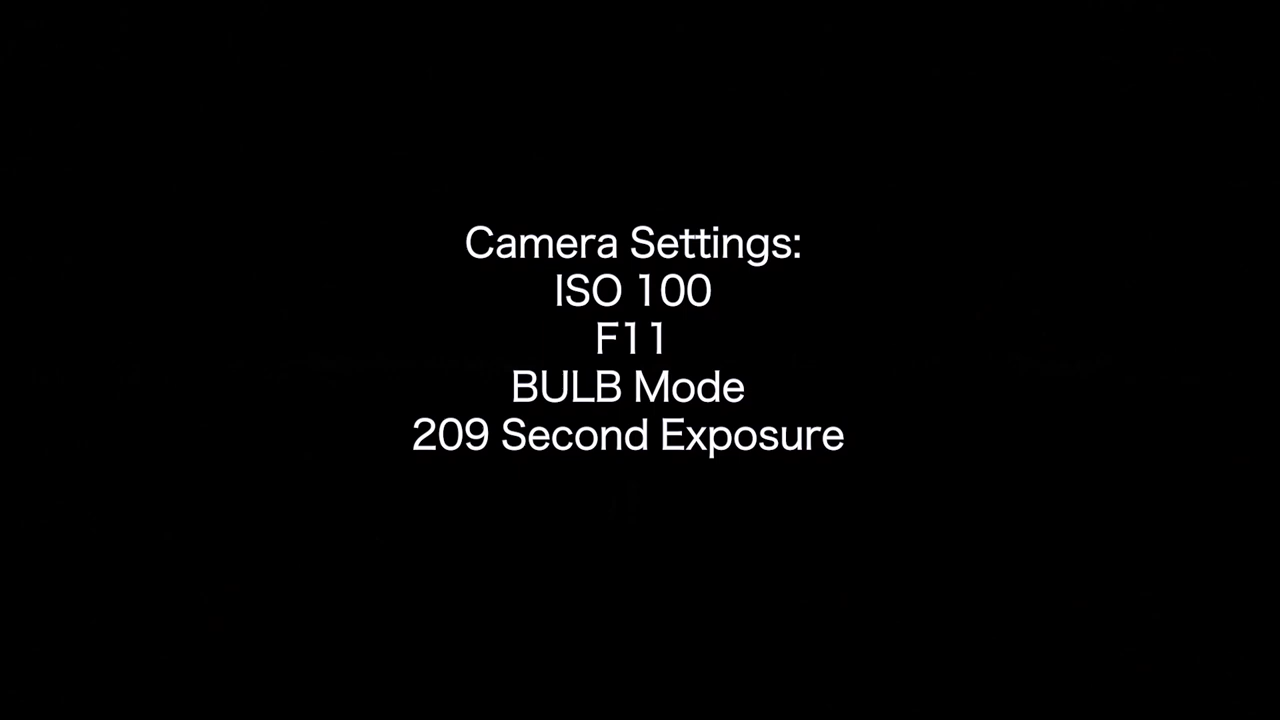 Camera Settings:
ISO 100
F11
BULB Mode
209 Second Exposure